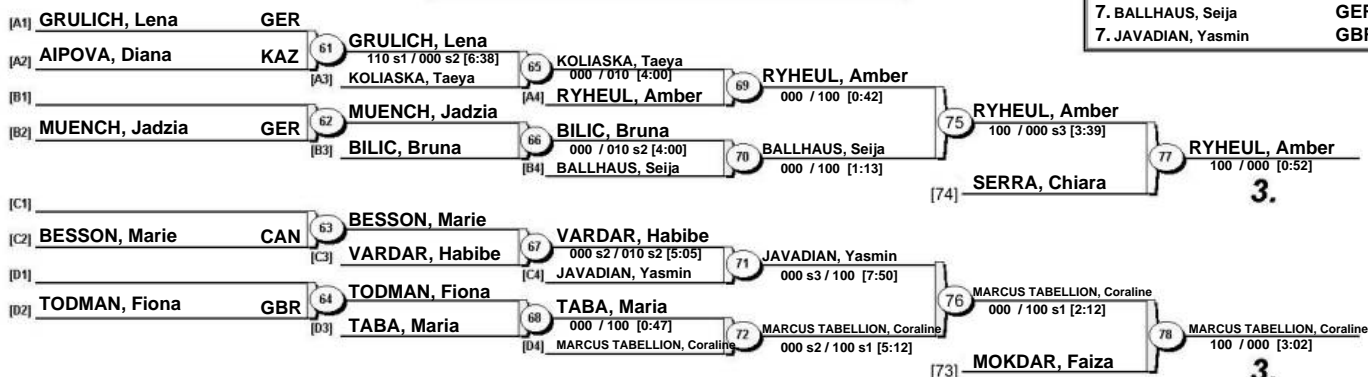 7. BALLHAUS, Seija GER
7. JAVADIAN, Yasmin GBR
[A1] GRULICH, Lena GER
[A2] AIPOVA, Diana KAZ
61
GRULICH, Lena
110 s1 / 000 s2 [6:38]
[A3] KOLIASKA, Taeya
65
KOLIASKA, Taeya
000 / 010 [4:00]
[A4] RYHEUL, Amber
69
RYHEUL, Amber
000 / 100 [0:42]
[B1]
[B2] MUENCH, Jadzia GER
62
MUENCH, Jadzia
[B3] BILIC, Bruna
66
BILIC, Bruna
000 / 010 s2 [4:00]
[B4] BALLHAUS, Seija
70
BALLHAUS, Seija
000 / 100 [1:13]
75
RYHEUL, Amber
100 / 000 s3 [3:39]
[74] SERRA, Chiara
77
RYHEUL, Amber
100 / 000 [0:52]
3.
[C1]
[C2] BESSON, Marie CAN
63
BESSON, Marie
[C3] VARDAR, Habibe
67
VARDAR, Habibe
000 s2 / 010 s2 [5:05]
[C4] JAVADIAN, Yasmin
71
JAVADIAN, Yasmin
000 s3 / 100 [7:50]
[D1]
[D2] TODMAN, Fiona GBR
64
TODMAN, Fiona
[D3] TABA, Maria
68
TABA, Maria
000 / 100 [0:47]
[D4] MARCUS TABELLION, Coraline
72
MARCUS TABELLION, Coraline
000 s2 / 100 s1 [5:12]
76
MARCUS TABELLION, Coraline
000 / 100 s1 [2:12]
[73] MOKDAR, Faiza
78
MARCUS TABELLION, Coraline
100 / 000 [3:02]
3.